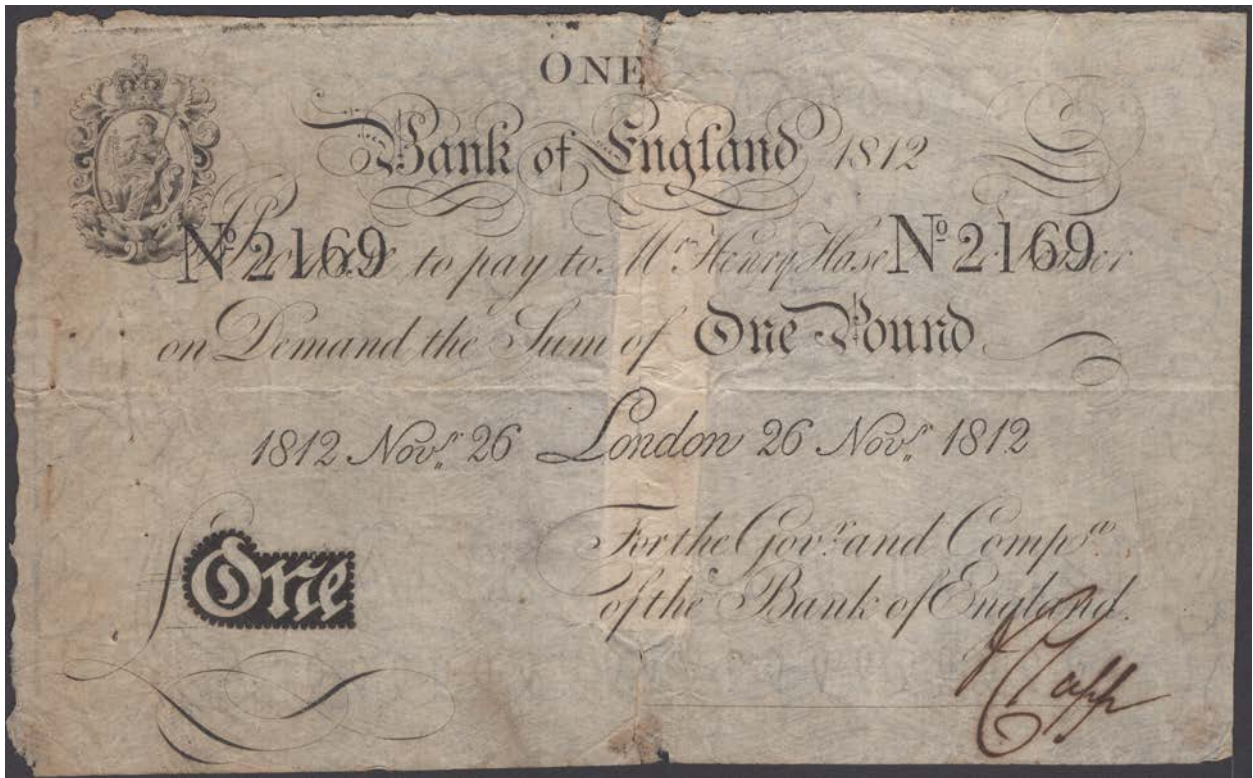 ONE
Bank of England 1812
Nº 2169 to pay to Mʳ Henry Hase Nº 2169
on Demand the Sum of One Pound
1812 Novʳ 26 London 26 Novʳ 1812
£ One
For the Govʳ and Compᵃ
of the Bank of England.